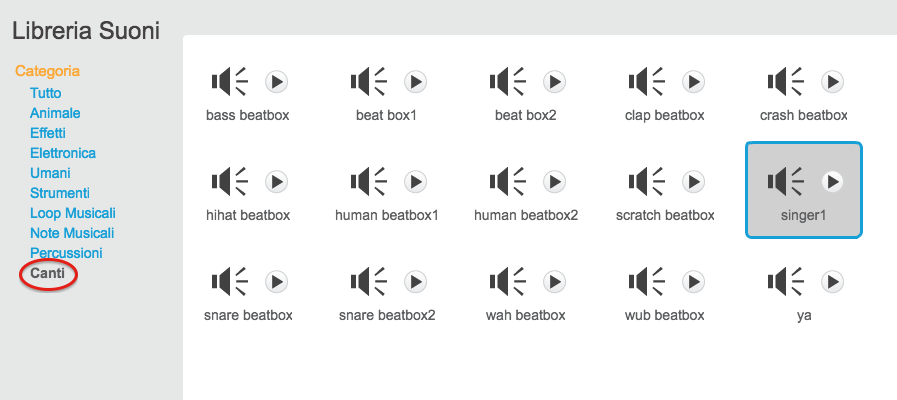 Libreria Suoni
Categoria
Tutto
Animale
Effetti
Elettronica
Umani
Strumenti
Loop Musicali
Note Musicali
Percussioni
Canti
bass beatbox
beat box1
beat box2
clap beatbox
crash beatbox
hihat beatbox
human beatbox1
human beatbox2
scratch beatbox
singer1
snare beatbox
snare beatbox2
wah beatbox
wub beatbox
ya